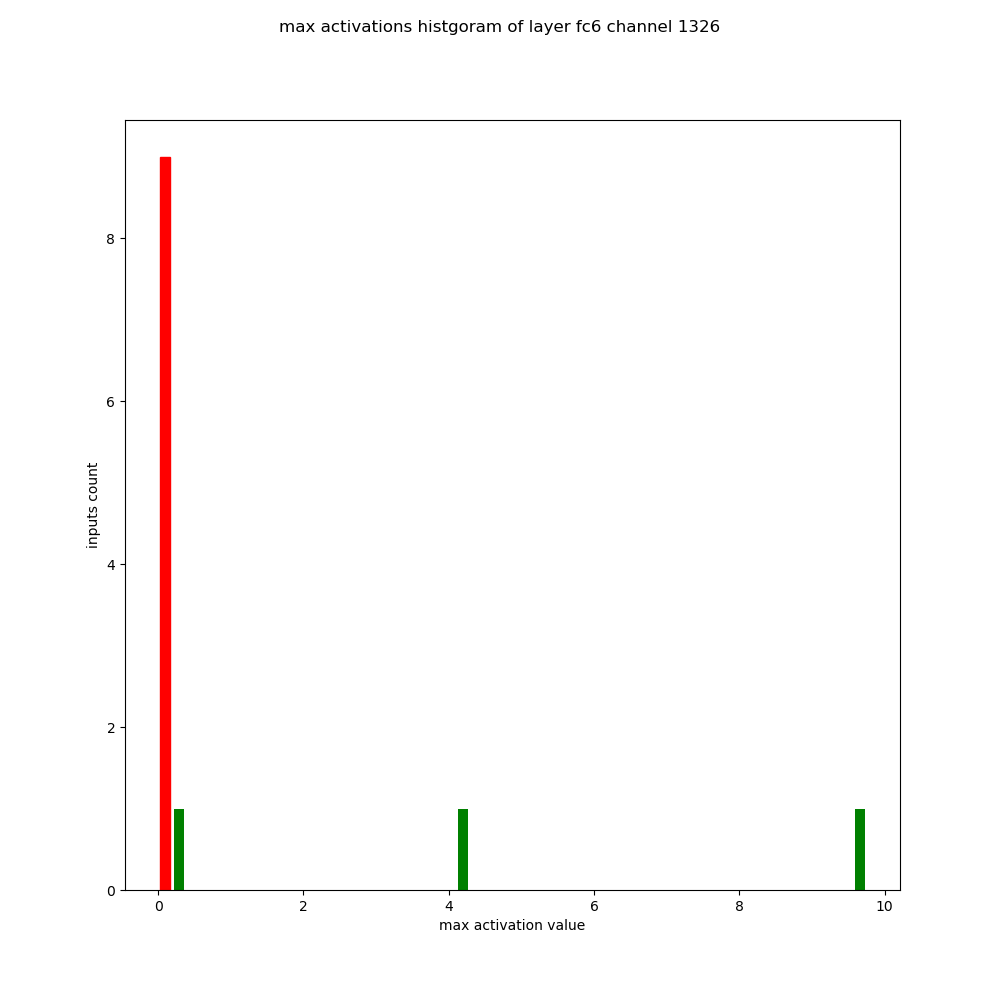 max activations histgoram of layer fc6 channel 1326
8
6
4
2
0
inputs count
0 2 4 6 8 10
max activation value